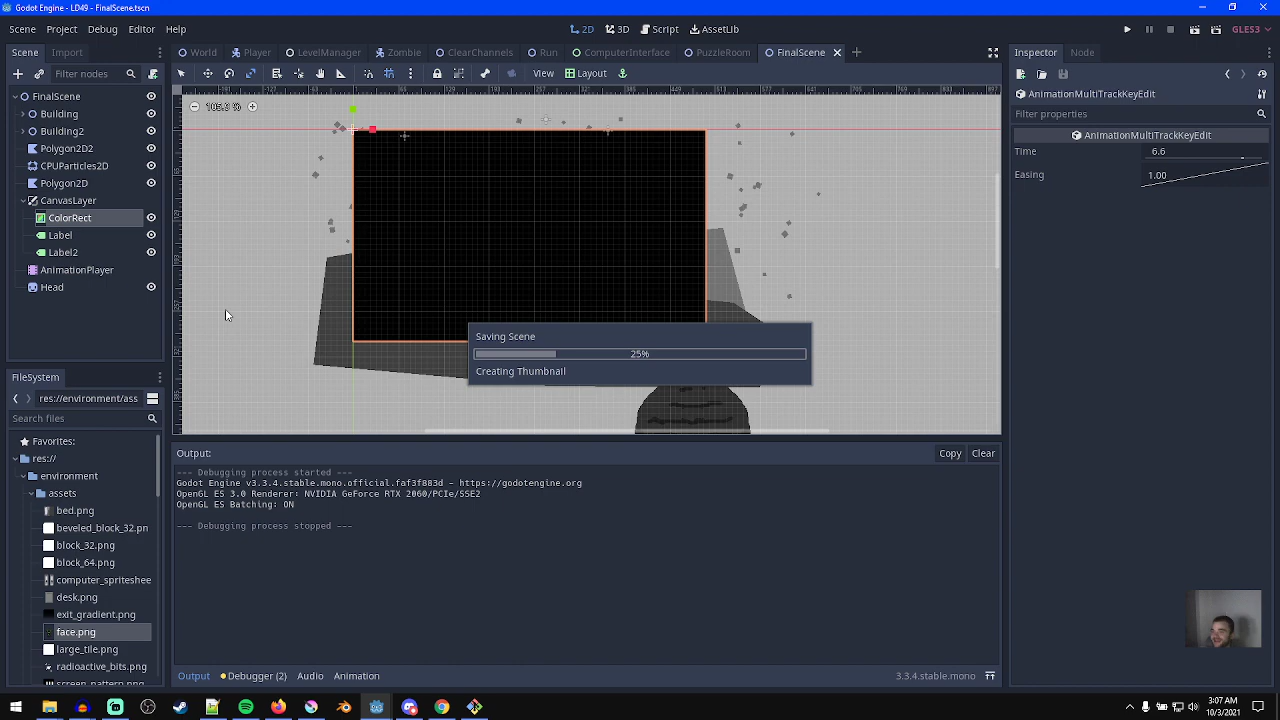 Godot Engine - LD49 - FinalScene.tscn
Scene Project Debug Editor Help
2D 3D Script AssetLib
GLES3
Scene Import
World Player LevelManager Zombie ClearChannels Run ComputerInterface PuzzleRoom FinalScene
Inspector Node
Filter nodes
View Layout
FinalScene
Building
Building
Polygon2D2
CPUParticles2D
Polygon2D
CanvasLayer
ColorRect
Label
Label2
AnimationPlayer
Head
Saving Scene
25%
Creating Thumbnail
AnimationMultiTrackKeyEdit
Filter properties
AnimationMultiTrackKeyEdit
Time 6.6
Easing 1.00
FileSystem
res://environment/ass
Search files
Favorites:
res://
environment
assets
bed.png
beveled_block_32.pn
block_32.png
block_64.png
computer_spriteshee
desk.png
exit_gradient.png
face.png
large_tile.png
radioactive_bits.png
screen_pattern.png
Output:
Copy Clear
--- Debugging process started ---
Godot Engine v3.3.4.stable.mono.official.faf3f883d - https://godotengine.org
OpenGL ES 3.0 Renderer: NVIDIA GeForce RTX 2060/PCIe/SSE2
OpenGL ES Batching: ON
--- Debugging process stopped ---
Output Debugger (2) Audio Animation
3.3.4.stable.mono
3:07 AM
10/3/2021